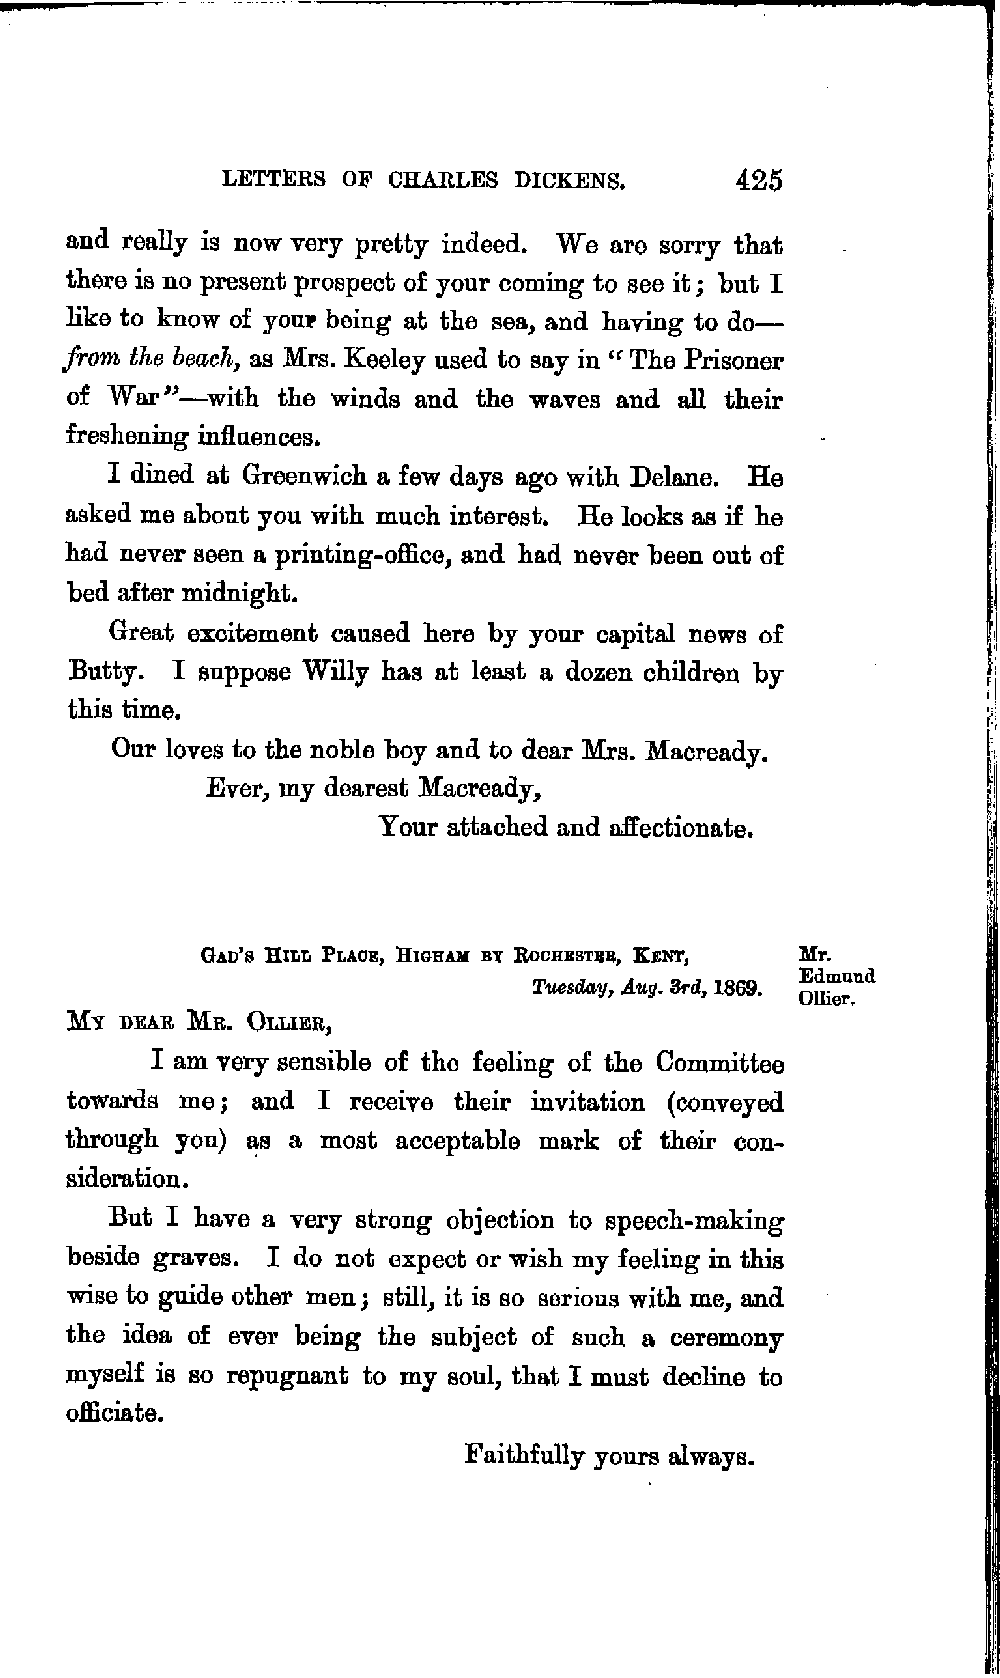 LETTERS OF CHARLES DICKENS. 425
and really is now very pretty indeed. We are sorry that
there is no present prospect of your coming to see it; but I
like to know of your being at the sea, and having to do—
from the beach, as Mrs. Keeley used to say in “The Prisoner
of War”—with the winds and the waves and all their
freshening influences.
I dined at Greenwich a few days ago with Delane. He
asked me about you with much interest. He looks as if he
had never seen a printing-office, and had never been out of
bed after midnight.
Great excitement caused here by your capital news of
Butty. I suppose Willy has at least a dozen children by
this time.
Our loves to the noble boy and to dear Mrs. Macready.
Ever, my dearest Macready,
Your attached and affectionate.
Gad’s Hill Place, Higham by Rochester, Kent,
Tuesday, Aug. 3rd, 1869.
Mr.
Edmund
Ollier.
My dear Mr. Ollier,
I am very sensible of the feeling of the Committee
towards me; and I receive their invitation (conveyed
through you) as a most acceptable mark of their con-
sideration.
But I have a very strong objection to speech-making
beside graves. I do not expect or wish my feeling in this
wise to guide other men; still, it is so serious with me, and
the idea of ever being the subject of such a ceremony
myself is so repugnant to my soul, that I must decline to
officiate.
Faithfully yours always.